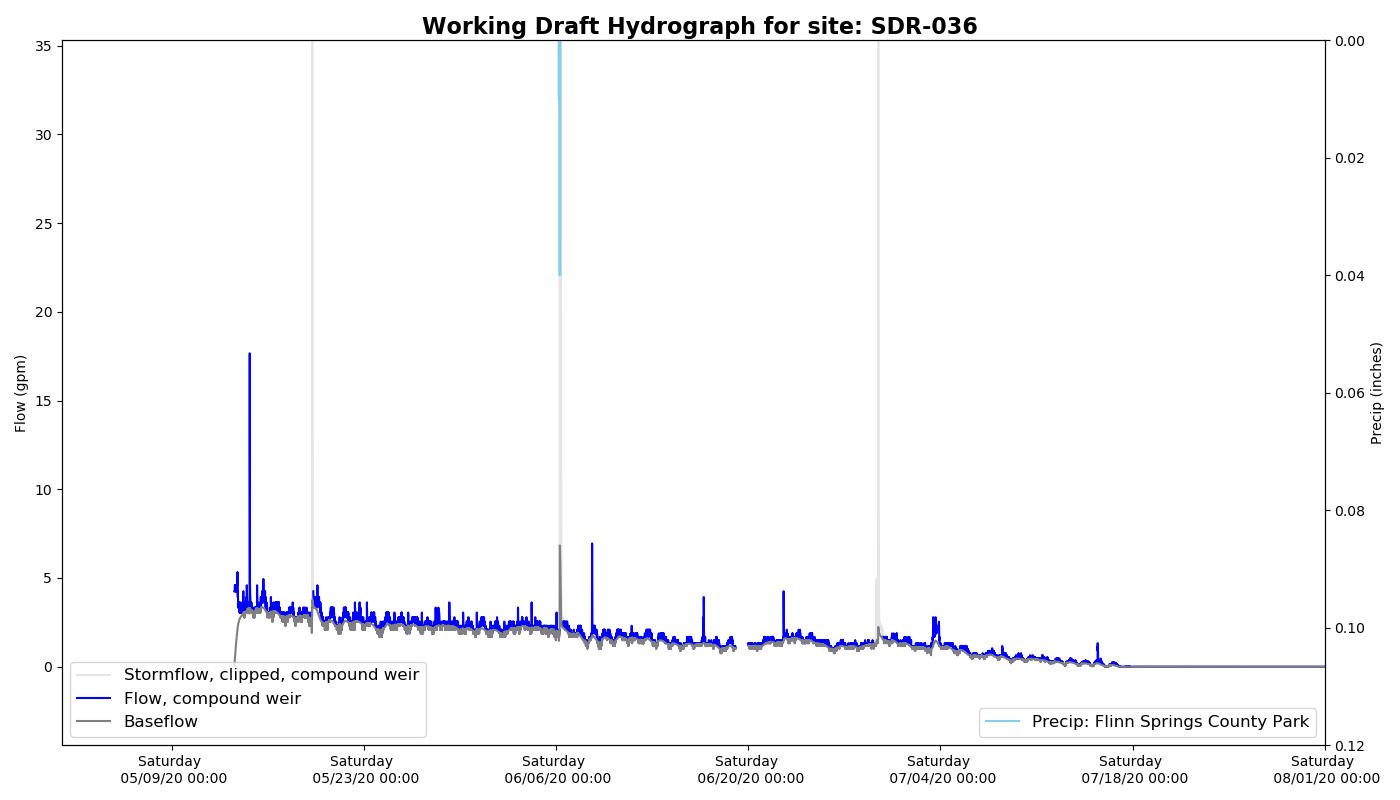 Working Draft Hydrograph for site: SDR-036
35
30
25
20
15
10
5
0
Flow (gpm)
0.00
0.02
0.04
0.06
0.08
0.10
0.12
Precip (inches)
Stormflow, clipped, compound weir
Flow, compound weir
Baseflow
Precip: Flinn Springs County Park
Saturday
05/09/20 00:00
Saturday
05/23/20 00:00
Saturday
06/06/20 00:00
Saturday
06/20/20 00:00
Saturday
07/04/20 00:00
Saturday
07/18/20 00:00
Saturday
08/01/20 00:00